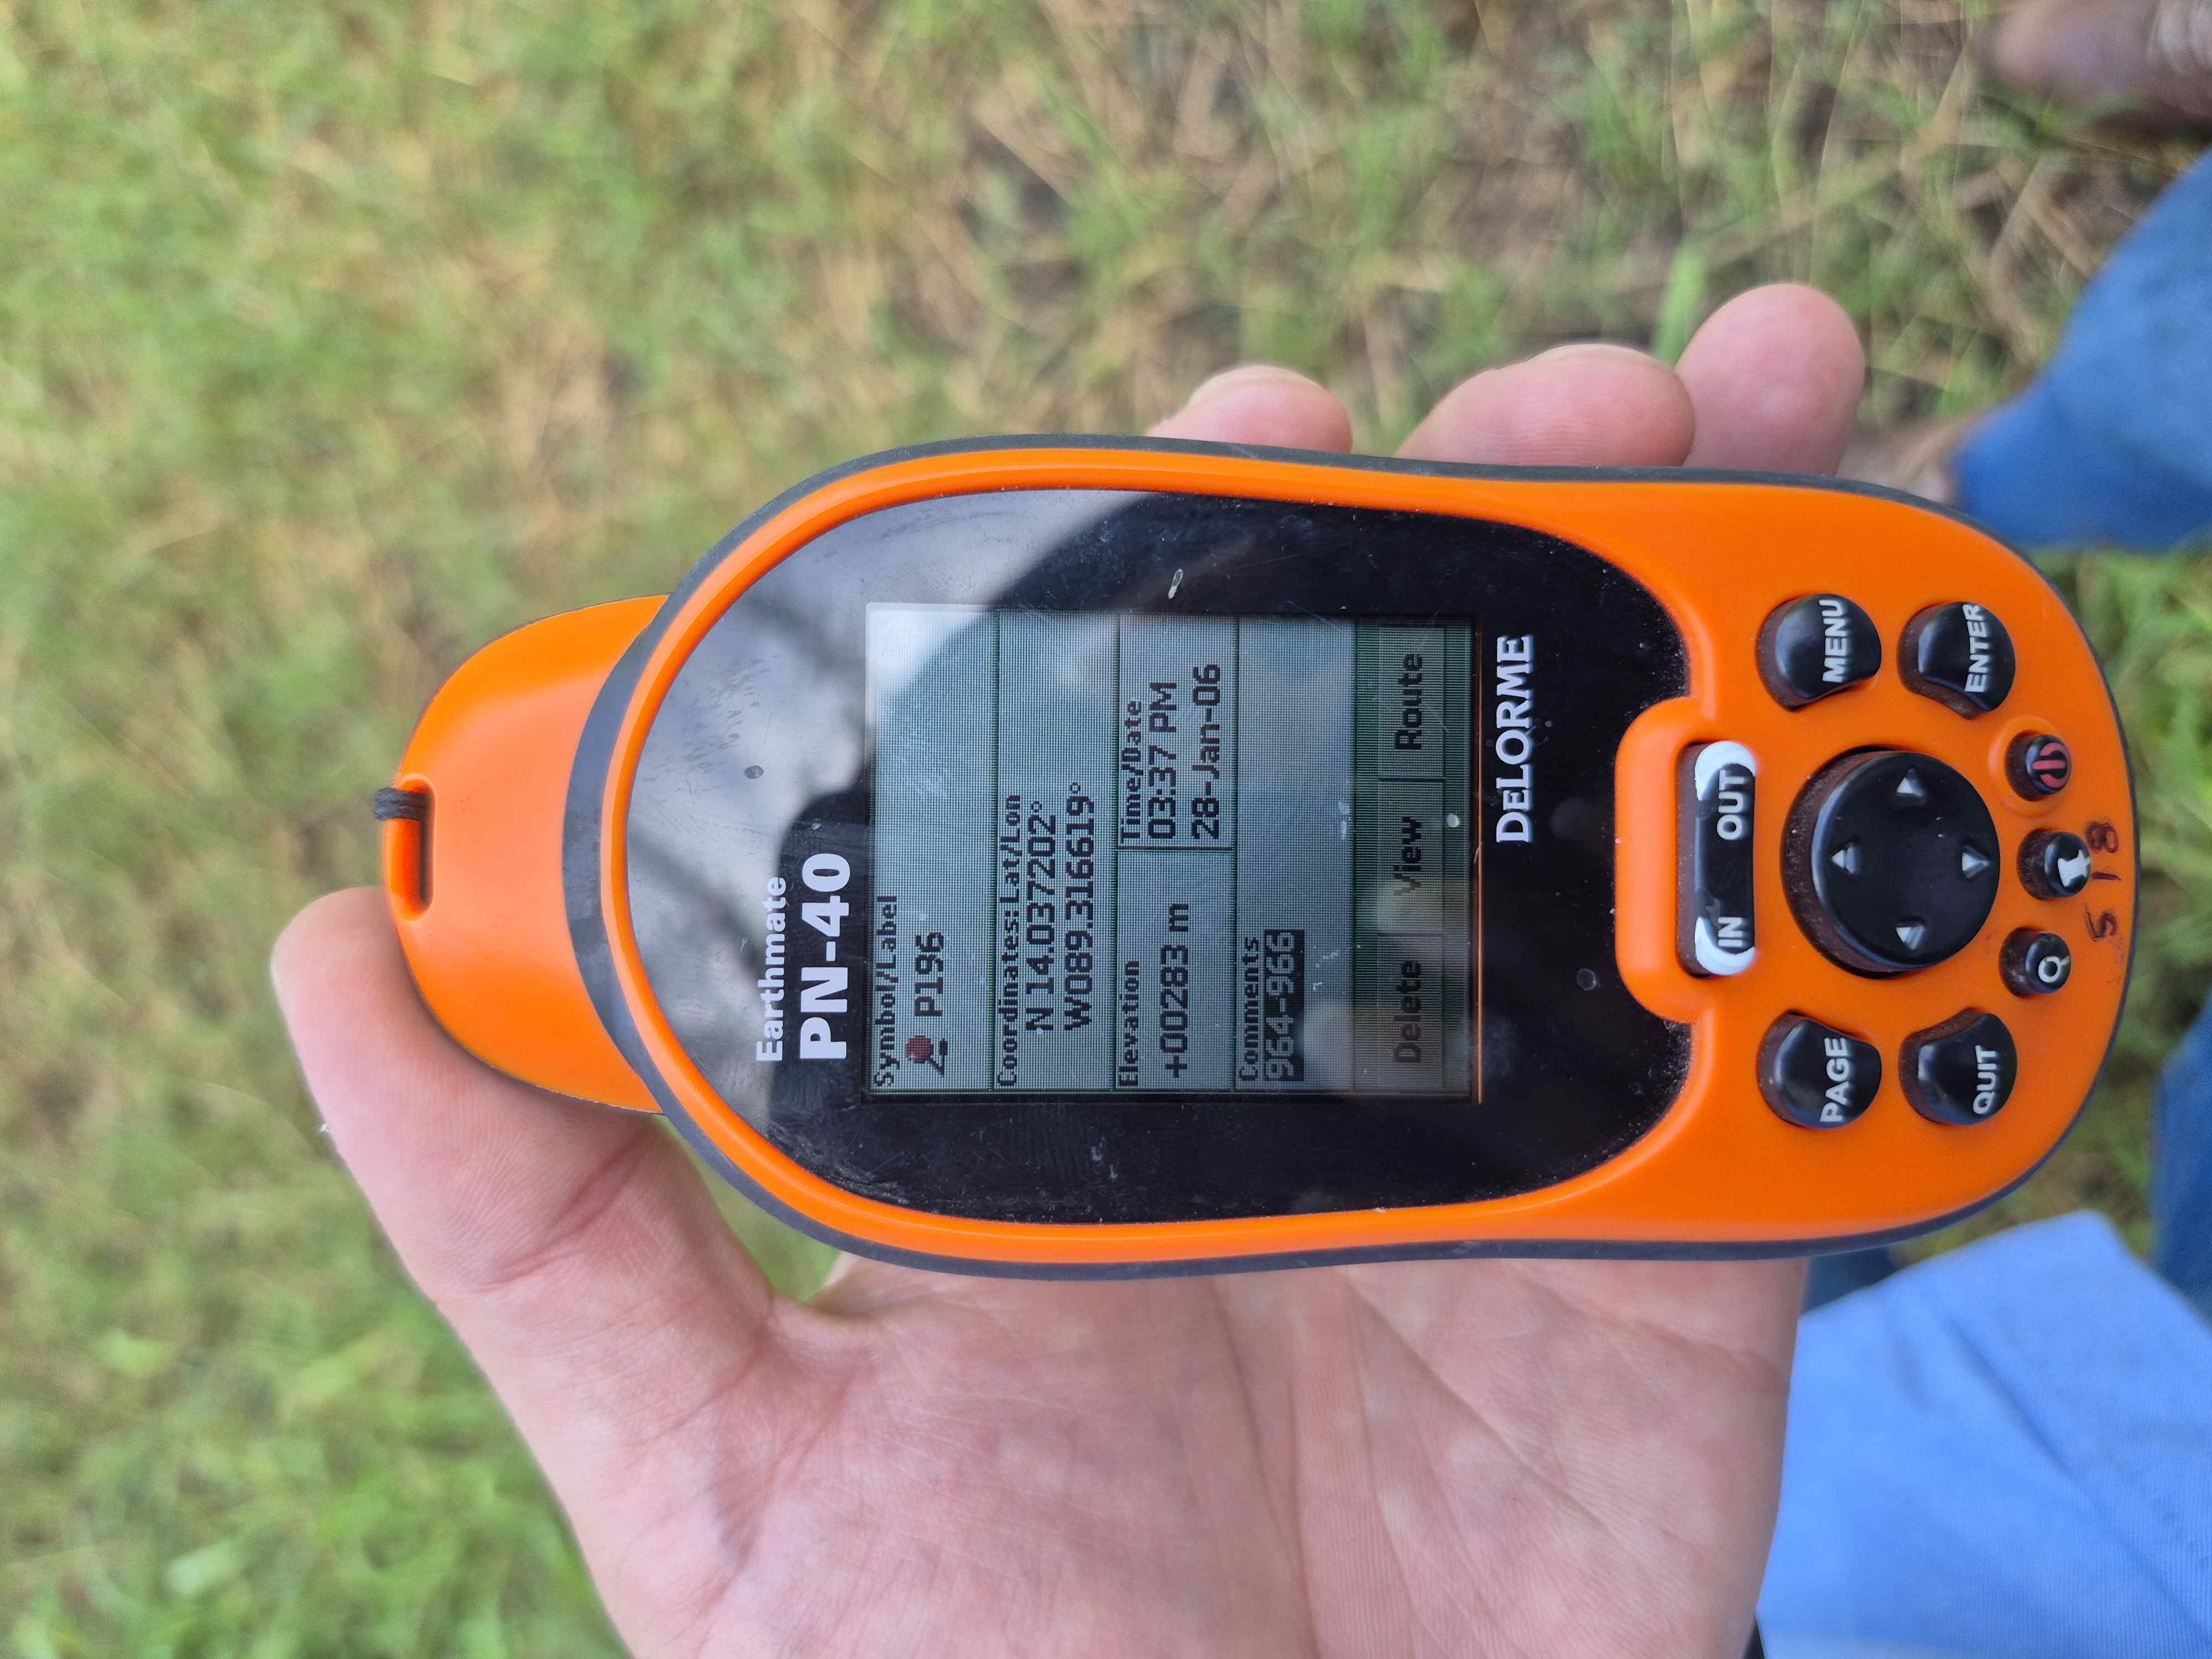 Earthmate
PN-40
Symbol/Label
P196
Coordinates:Lat/Lon
N 14.037202°
W089.316619°
Elevation
+00283 m
Time/Date
03:37 PM
28-Jan-06
Comments
964-966
Delete View Route
DELORME
IN OUT
PAGE MENU
QUIT ENTER
518